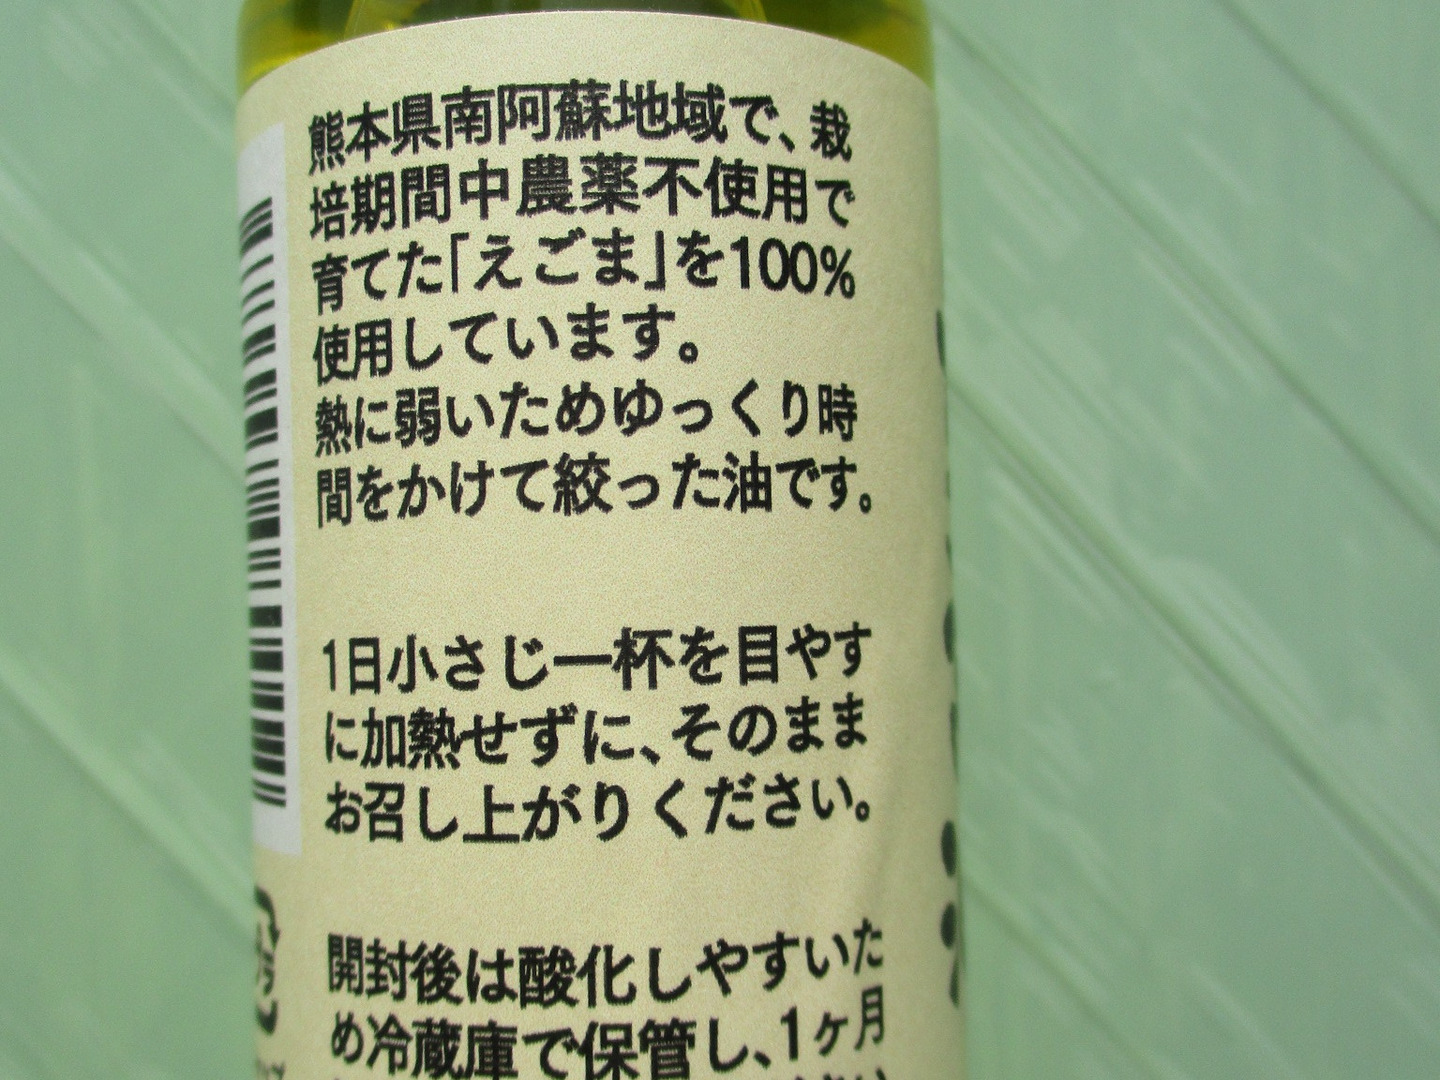 熊本県南阿蘇地域で、栽
培期間中農薬不使用で
育てた「えごま」を100%
使用しています。
熱に弱いためゆっくり時
間をかけて絞った油です。
1日小さじ一杯を目やす
に加熱せずに、そのまま
お召し上がりください。
開封後は酸化しやすいた
め冷蔵庫で保管し、1ヶ月